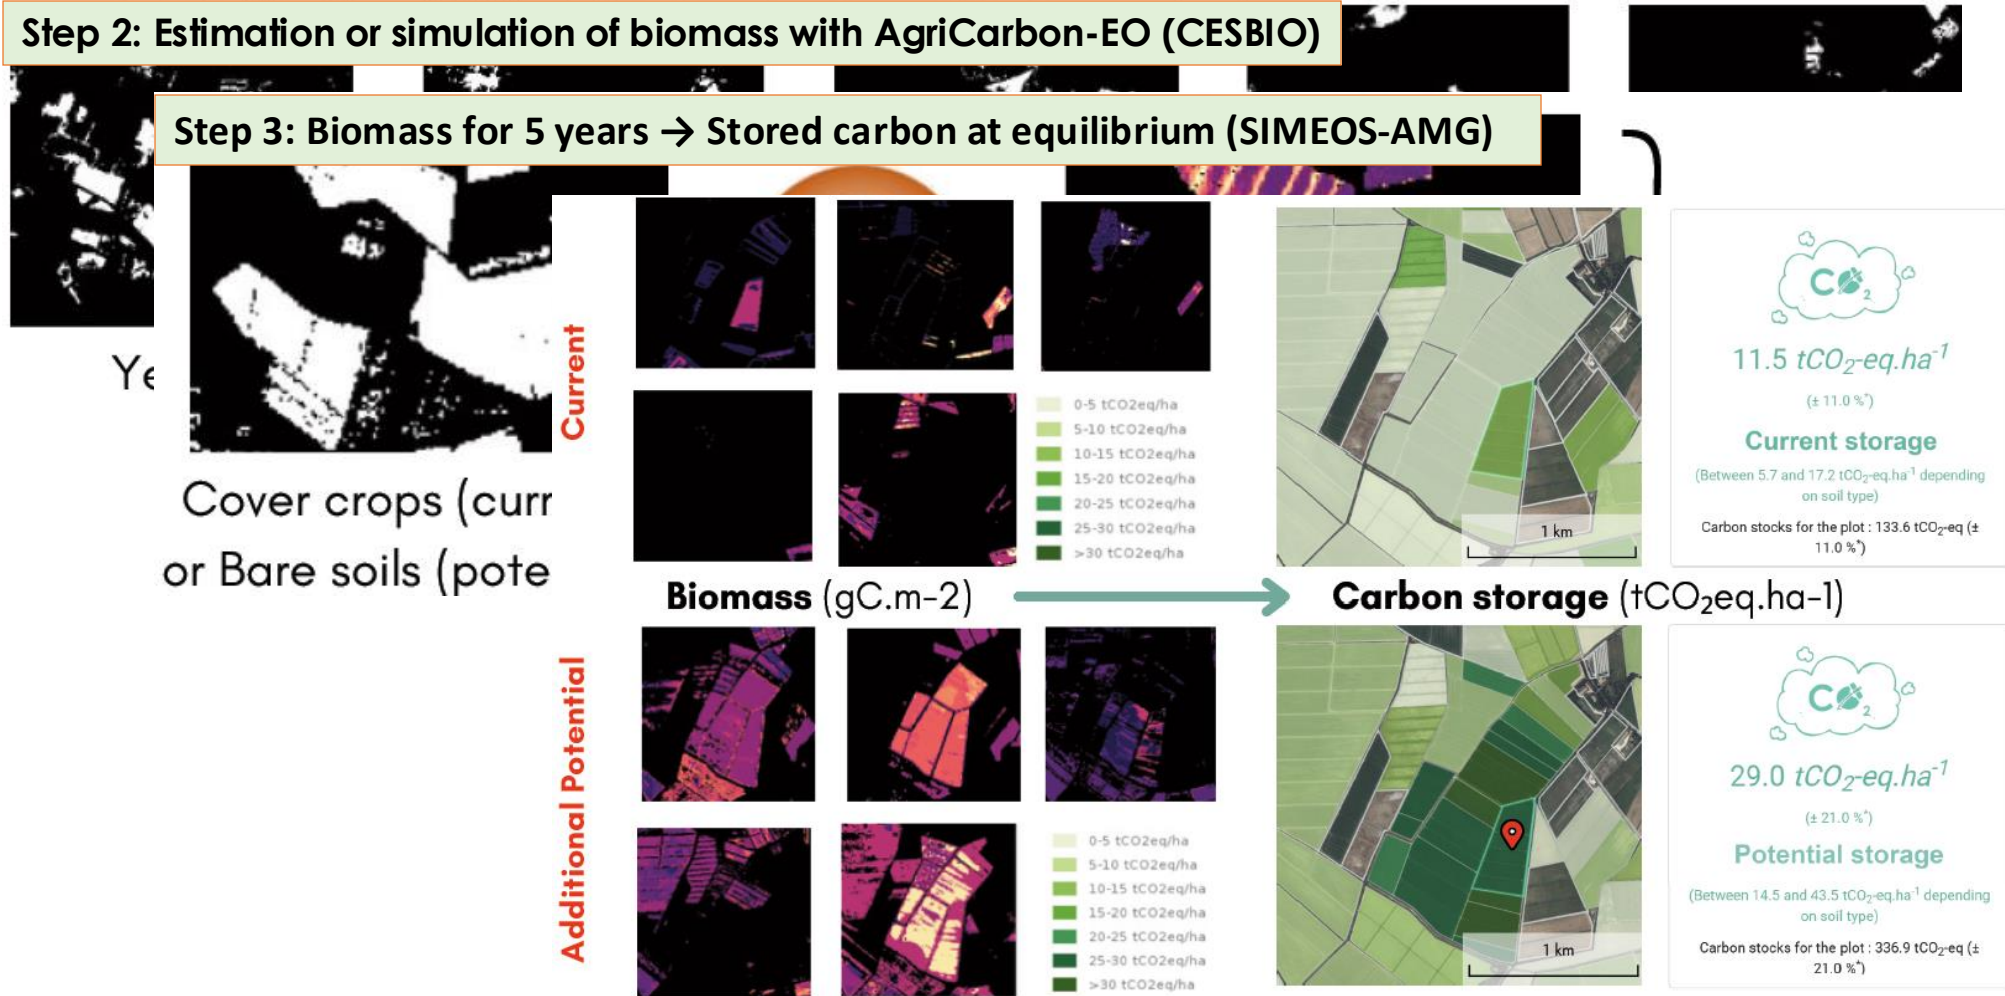 Step 2: Estimation or simulation of biomass with AgriCarbon-EO (CESBIO)
Step 3: Biomass for 5 years → Stored carbon at equilibrium (SIMEOS-AMG)
Ye
Cover crops (curr
or Bare soils (pote
Current
0-5 tCO2eq/ha
5-10 tCO2eq/ha
10-15 tCO2eq/ha
15-20 tCO2eq/ha
20-25 tCO2eq/ha
25-30 tCO2eq/ha
>30 tCO2eq/ha
1 km
CO2
11.5 tCO2-eq.ha-1
(± 11.0 %*)
Current storage
(Between 5.7 and 17.2 tCO2-eq.ha-1 depending
on soil type)
Carbon stocks for the plot : 133.6 tCO2-eq (±
11.0 %*)
Biomass (gC.m-2)
Carbon storage (tCO2eq.ha-1)
Additional Potential
0-5 tCO2eq/ha
5-10 tCO2eq/ha
10-15 tCO2eq/ha
15-20 tCO2eq/ha
20-25 tCO2eq/ha
25-30 tCO2eq/ha
>30 tCO2eq/ha
1 km
CO2
29.0 tCO2-eq.ha-1
(± 21.0 %*)
Potential storage
(Between 14.5 and 43.5 tCO2-eq.ha-1 depending
on soil type)
Carbon stocks for the plot : 336.9 tCO2-eq (±
21.0 %*)